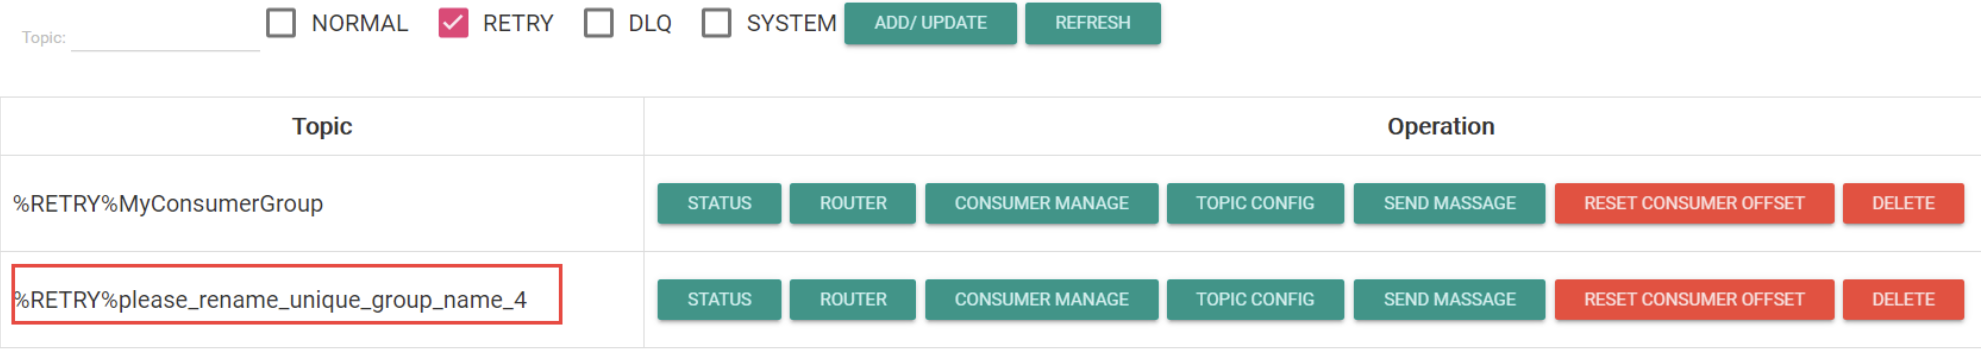 Topic: NORMAL RETRY DLQ SYSTEM ADD/ UPDATE REFRESH
Topic Operation
%RETRY%MyConsumerGroup STATUS ROUTER CONSUMER MANAGE TOPIC CONFIG SEND MASSAGE RESET CONSUMER OFFSET DELETE
%RETRY%please_rename_unique_group_name_4 STATUS ROUTER CONSUMER MANAGE TOPIC CONFIG SEND MASSAGE RESET CONSUMER OFFSET DELETE